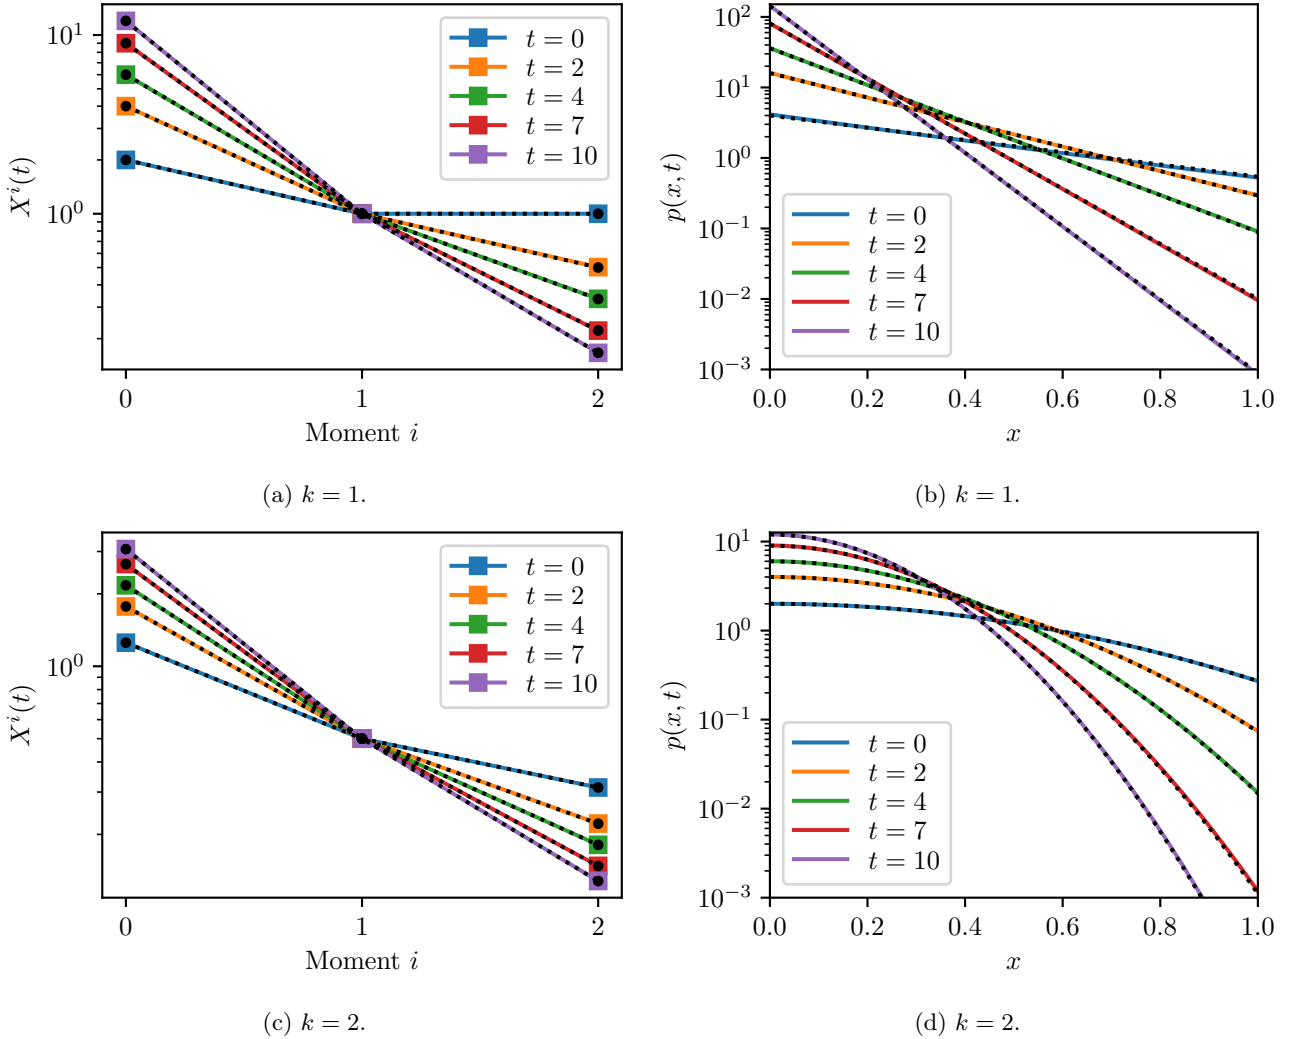 10^1
10^0
X^i(t)
t = 0
t = 2
t = 4
t = 7
t = 10
0
1
2
Moment i
(a) k = 1.
10^2
10^1
10^0
10^{-1}
10^{-2}
10^{-3}
p(x, t)
t = 0
t = 2
t = 4
t = 7
t = 10
0.0
0.2
0.4
0.6
0.8
1.0
x
(b) k = 1.
10^0
X^i(t)
t = 0
t = 2
t = 4
t = 7
t = 10
0
1
2
Moment i
(c) k = 2.
10^1
10^0
10^{-1}
10^{-2}
10^{-3}
p(x, t)
t = 0
t = 2
t = 4
t = 7
t = 10
0.0
0.2
0.4
0.6
0.8
1.0
x
(d) k = 2.